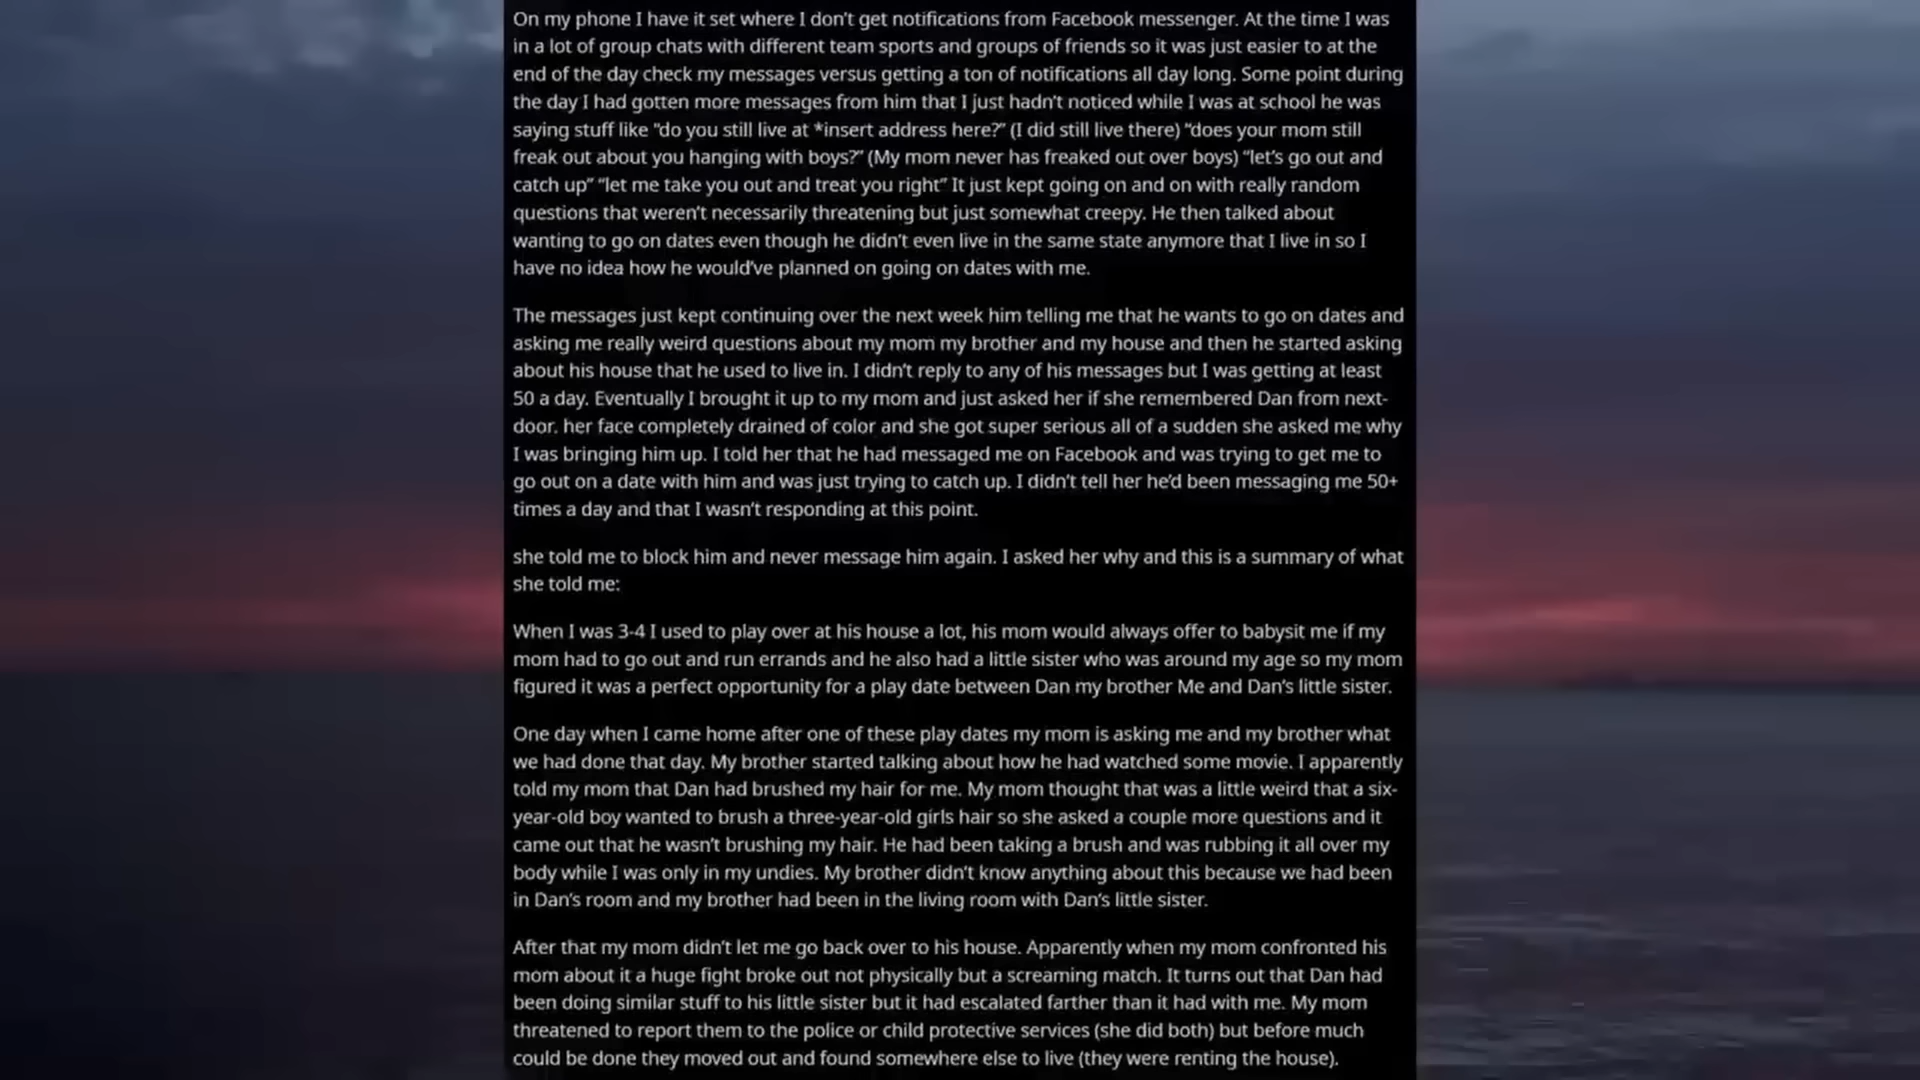 On my phone I have it set where I don't get notifications from Facebook messenger. At the time I was
in a lot of group chats with different team sports and groups of friends so it was just easier to at the
end of the day check my messages versus getting a ton of notifications all day long. Some point during
the day I had gotten more messages from him that I just hadn't noticed while I was at school he was
saying stuff like "do you still live at *insert address here?" (I did still live there) "does your mom still
freak out about you hanging with boys?" (My mom never has freaked out over boys) "let's go out and
catch up" "let me take you out and treat you right" It just kept going on and on with really random
questions that weren't necessarily threatening but just somewhat creepy. He then talked about
wanting to go on dates even though he didn't even live in the same state anymore that I live in so I
have no idea how he would've planned on going on dates with me.
The messages just kept continuing over the next week him telling me that he wants to go on dates and
asking me really weird questions about my mom my brother and my house and then he started asking
about his house that he used to live in. I didn't reply to any of his messages but I was getting at least
50 a day. Eventually I brought it up to my mom and just asked her if she remembered Dan from next-
door. her face completely drained of color and she got super serious all of a sudden she asked me why
I was bringing him up. I told her that he had messaged me on Facebook and was trying to get me to
go out on a date with him and was just trying to catch up. I didn't tell her he'd been messaging me 50+
times a day and that I wasn't responding at this point.
she told me to block him and never message him again. I asked her why and this is a summary of what
she told me:
When I was 3-4 I used to play over at his house a lot, his mom would always offer to babysit me if my
mom had to go out and run errands and he also had a little sister who was around my age so my mom
figured it was a perfect opportunity for a play date between Dan my brother Me and Dan's little sister.
One day when I came home after one of these play dates my mom is asking me and my brother what
we had done that day. My brother started talking about how he had watched some movie. I apparently
told my mom that Dan had brushed my hair for me. My mom thought that was a little weird that a six-
year-old boy wanted to brush a three-year-old girls hair so she asked a couple more questions and it
came out that he wasn't brushing my hair. He had been taking a brush and was rubbing it all over my
body while I was only in my undies. My brother didn't know anything about this because we had been
in Dan's room and my brother had been in the living room with Dan's little sister.
After that my mom didn't let me go back over to his house. Apparently when my mom confronted his
mom about it a huge fight broke out not physically but a screaming match. It turns out that Dan had
been doing similar stuff to his little sister but it had escalated farther than it had with me. My mom
threatened to report them to the police or child protective services (she did both) but before much
could be done they moved out and found somewhere else to live (they were renting the house).